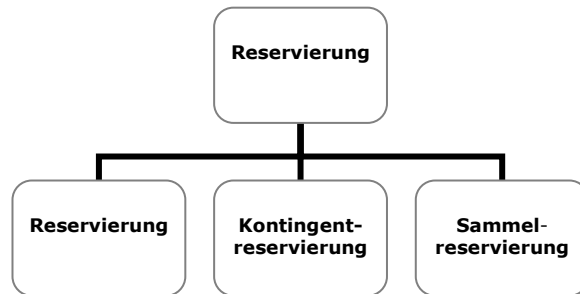 Reservierung
Reservierung
Kontingent-
reservierung
Sammel-
reservierung